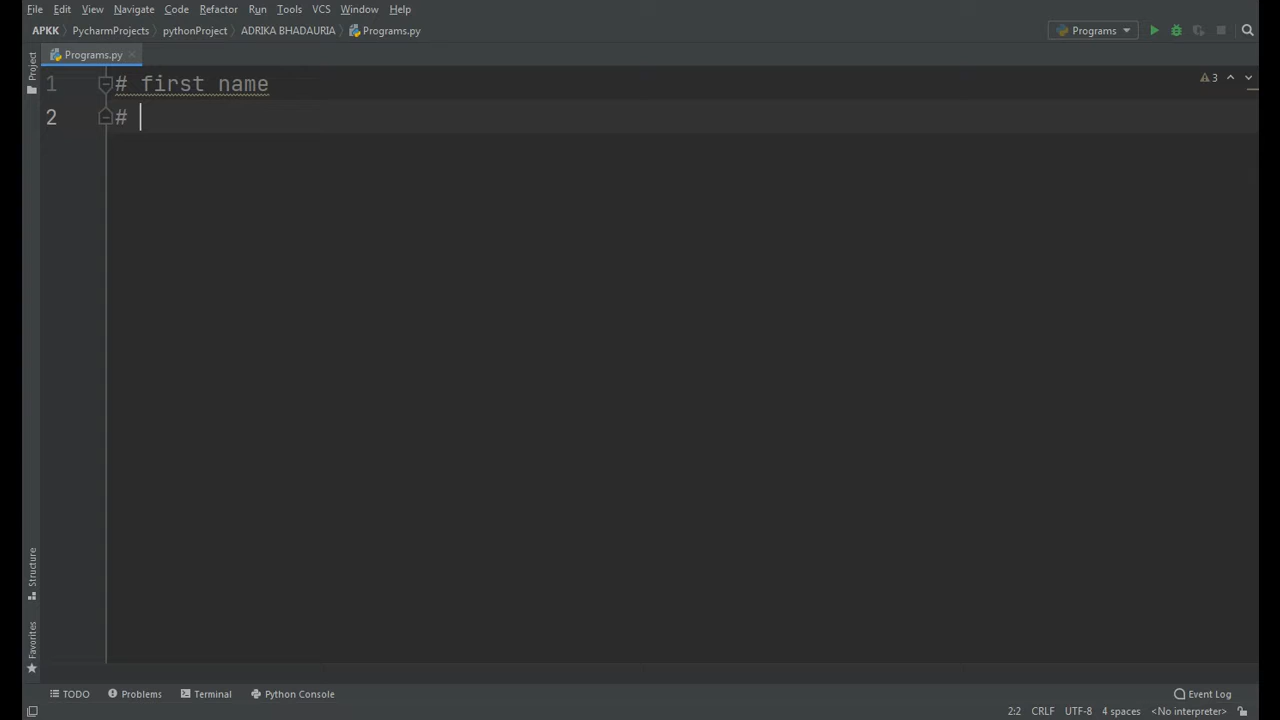 File Edit View Navigate Code Refactor Run Tools VCS Window Help
APKK PycharmProjects pythonProject ADRIKA BHADAURIA Programs.py Programs
Programs.py
Project
1 # first name
3
2 #
Structure
Favorites
TODO Problems Terminal Python Console Event Log
2:2 CRLF UTF-8 4 spaces <No interpreter>